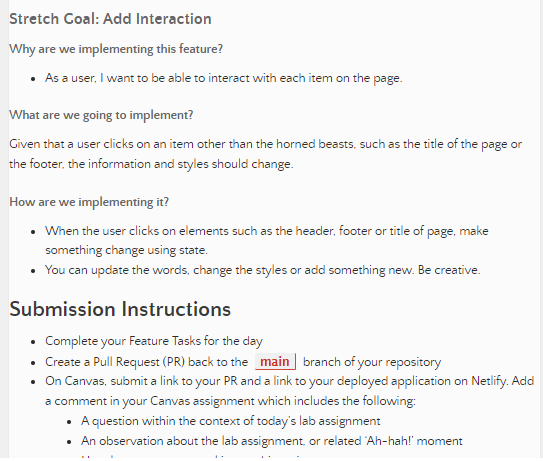 Stretch Goal: Add Interaction
Why are we implementing this feature?
As a user, I want to be able to interact with each item on the page.
What are we going to implement?
Given that a user clicks on an item other than the horned beasts, such as the title of the page or
the footer, the information and styles should change.
How are we implementing it?
When the user clicks on elements such as the header, footer or title of page, make
something change using state.
You can update the words, change the styles or add something new. Be creative.
Submission Instructions
Complete your Feature Tasks for the day
Create a Pull Request (PR) back to the main branch of your repository
On Canvas, submit a link to your PR and a link to your deployed application on Netlify. Add
a comment in your Canvas assignment which includes the following:
A question within the context of today's lab assignment
An observation about the lab assignment, or related 'Ah-hah!' moment